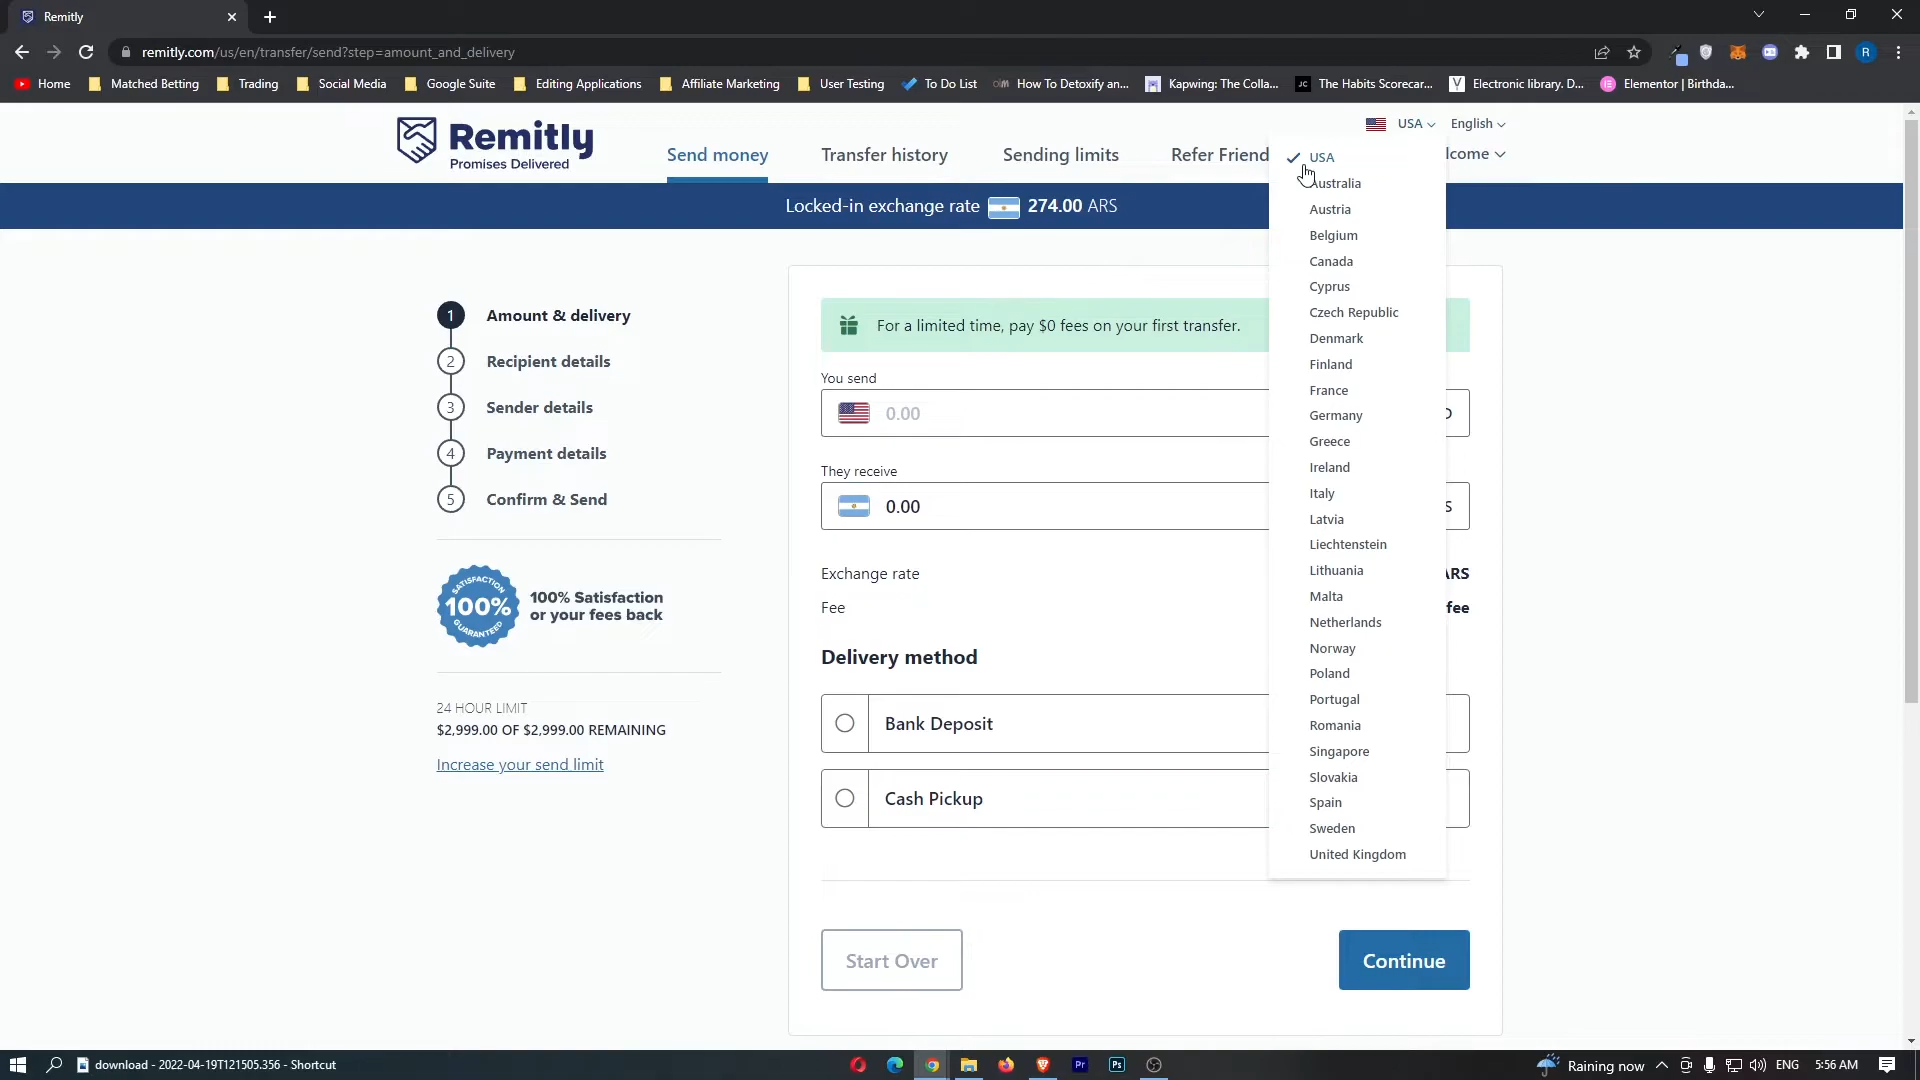 Remitly
remitly.com/us/en/transfer/send?step=amount_and_delivery
R
Home
Matched Betting
Trading
Social Media
Google Suite
Editing Applications
Affiliate Marketing
User Testing
To Do List
How To Detoxify an...
Kapwing: The Colla...
JC The Habits Scorecar...
Electronic library. D...
Elementor | Birthda...
Remitly
Promises Delivered
Send money
Transfer history
Sending limits
Refer Friend
USA
English
lcome
Locked-in exchange rate 274.00 ARS
1 Amount & delivery
2 Recipient details
3 Sender details
4 Payment details
5 Confirm & Send
SATISFACTION
100%
GUARANTEED
100% Satisfaction
or your fees back
24 HOUR LIMIT
$2,999.00 OF $2,999.00 REMAINING
Increase your send limit
For a limited time, pay $0 fees on your first transfer.
You send
0.00
They receive
0.00
Exchange rate
ARS
Fee
fee
Delivery method
Bank Deposit
Cash Pickup
Start Over
Continue
USA
Australia
Austria
Belgium
Canada
Cyprus
Czech Republic
Denmark
Finland
France
Germany
Greece
Ireland
Italy
Latvia
Liechtenstein
Lithuania
Malta
Netherlands
Norway
Poland
Portugal
Romania
Singapore
Slovakia
Spain
Sweden
United Kingdom
download - 2022-04-19T121505.356 - Shortcut
Pr
Ps
Raining now
ENG
5:56 AM